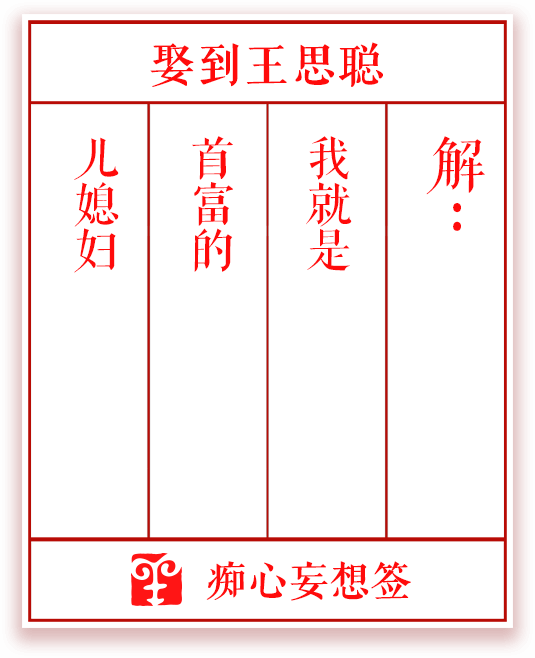 娶到王思聪
解：
我就是
首富的
儿媳妇
痴心妄想签